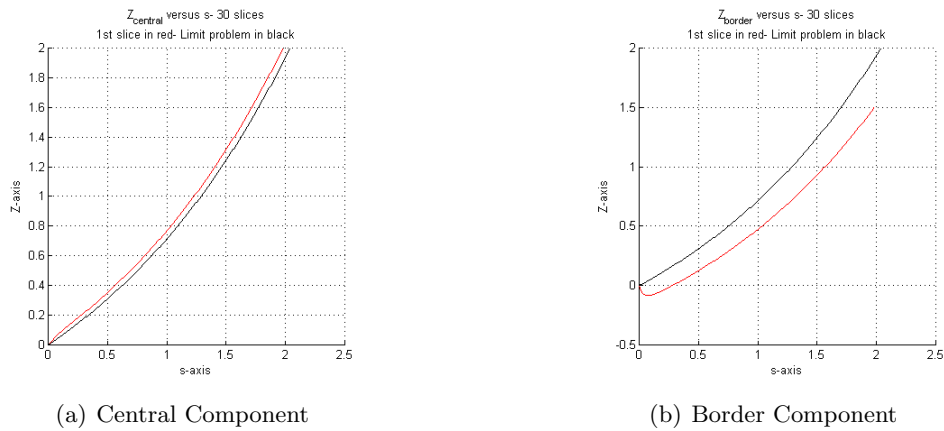 Z_central versus s- 30 slices
1st slice in red- Limit problem in black
2
1.8
1.6
1.4
1.2
1
0.8
0.6
0.4
0.2
0
Z-axis
0 0.5 1 1.5 2 2.5
s-axis
(a) Central Component
Z_border versus s- 30 slices
1st slice in red- Limit problem in black
2
1.5
1
0.5
0
-0.5
Z-axis
0 0.5 1 1.5 2 2.5
s-axis
(b) Border Component